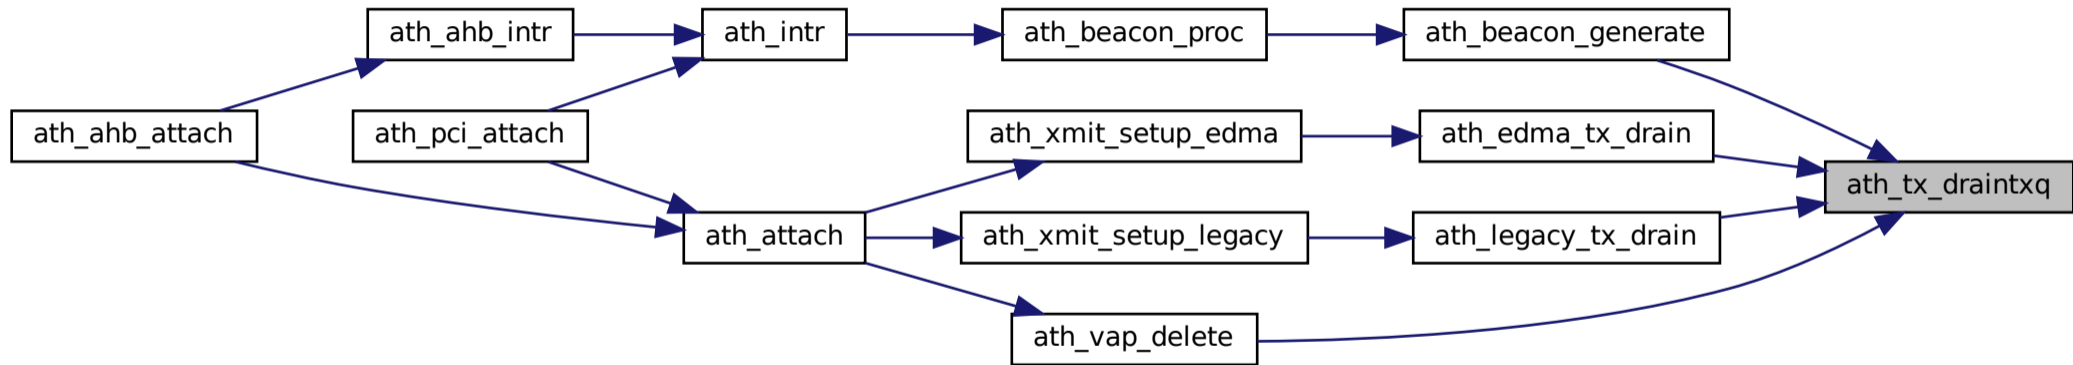 ath_ahb_intr
ath_intr
ath_beacon_proc
ath_beacon_generate
ath_ahb_attach
ath_pci_attach
ath_xmit_setup_edma
ath_edma_tx_drain
ath_tx_draintxq
ath_attach
ath_xmit_setup_legacy
ath_legacy_tx_drain
ath_vap_delete